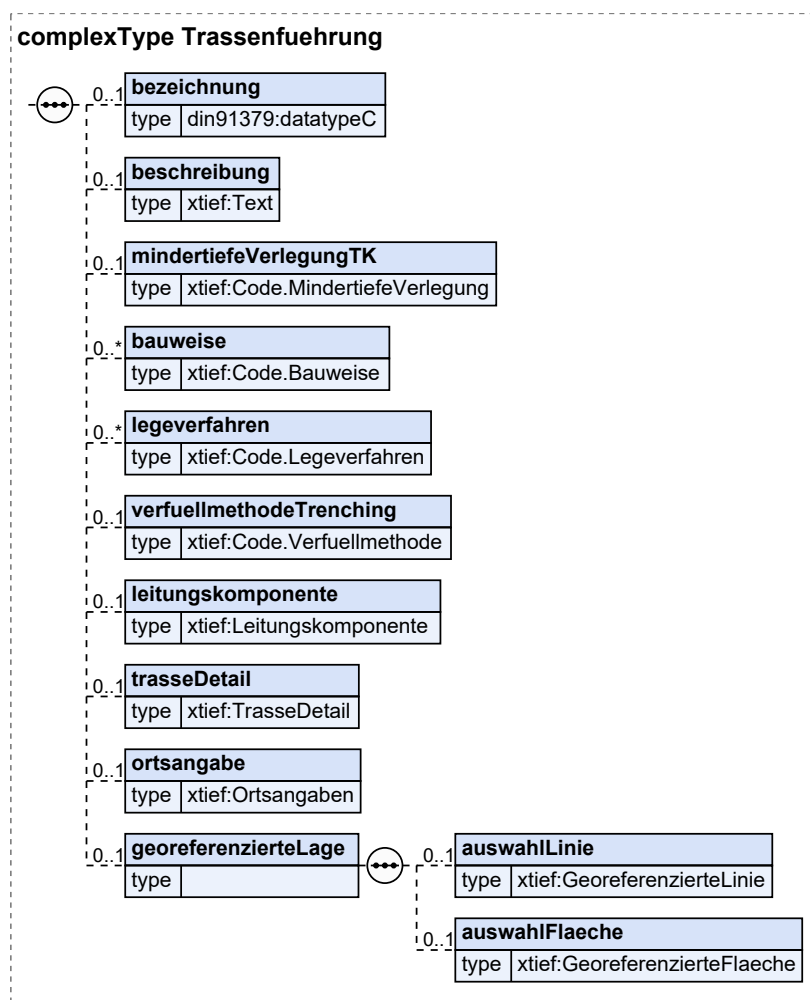 complexType Trassenfuehrung
0..1 bezeichnung
type din91379:datatypeC
0..1 beschreibung
type xtief:Text
0..1 mindertiefeVerlegungTK
type xtief:Code.MindertiefeVerlegung
0..* bauweise
type xtief:Code.Bauweise
0..* legeverfahren
type xtief:Code.Legeverfahren
0..1 verfuellmethodeTrenching
type xtief:Code.Verfuellmethode
0..1 leitungskomponente
type xtief:Leitungskomponente
0..1 trasseDetail
type xtief:TrasseDetail
0..1 ortsangabe
type xtief:Ortsangaben
0..1 georeferenzierteLage 0..1 auswahlLinie
type type xtief:GeoreferenzierteLinie
0..1 auswahlFlaeche
type xtief:GeoreferenzierteFlaeche